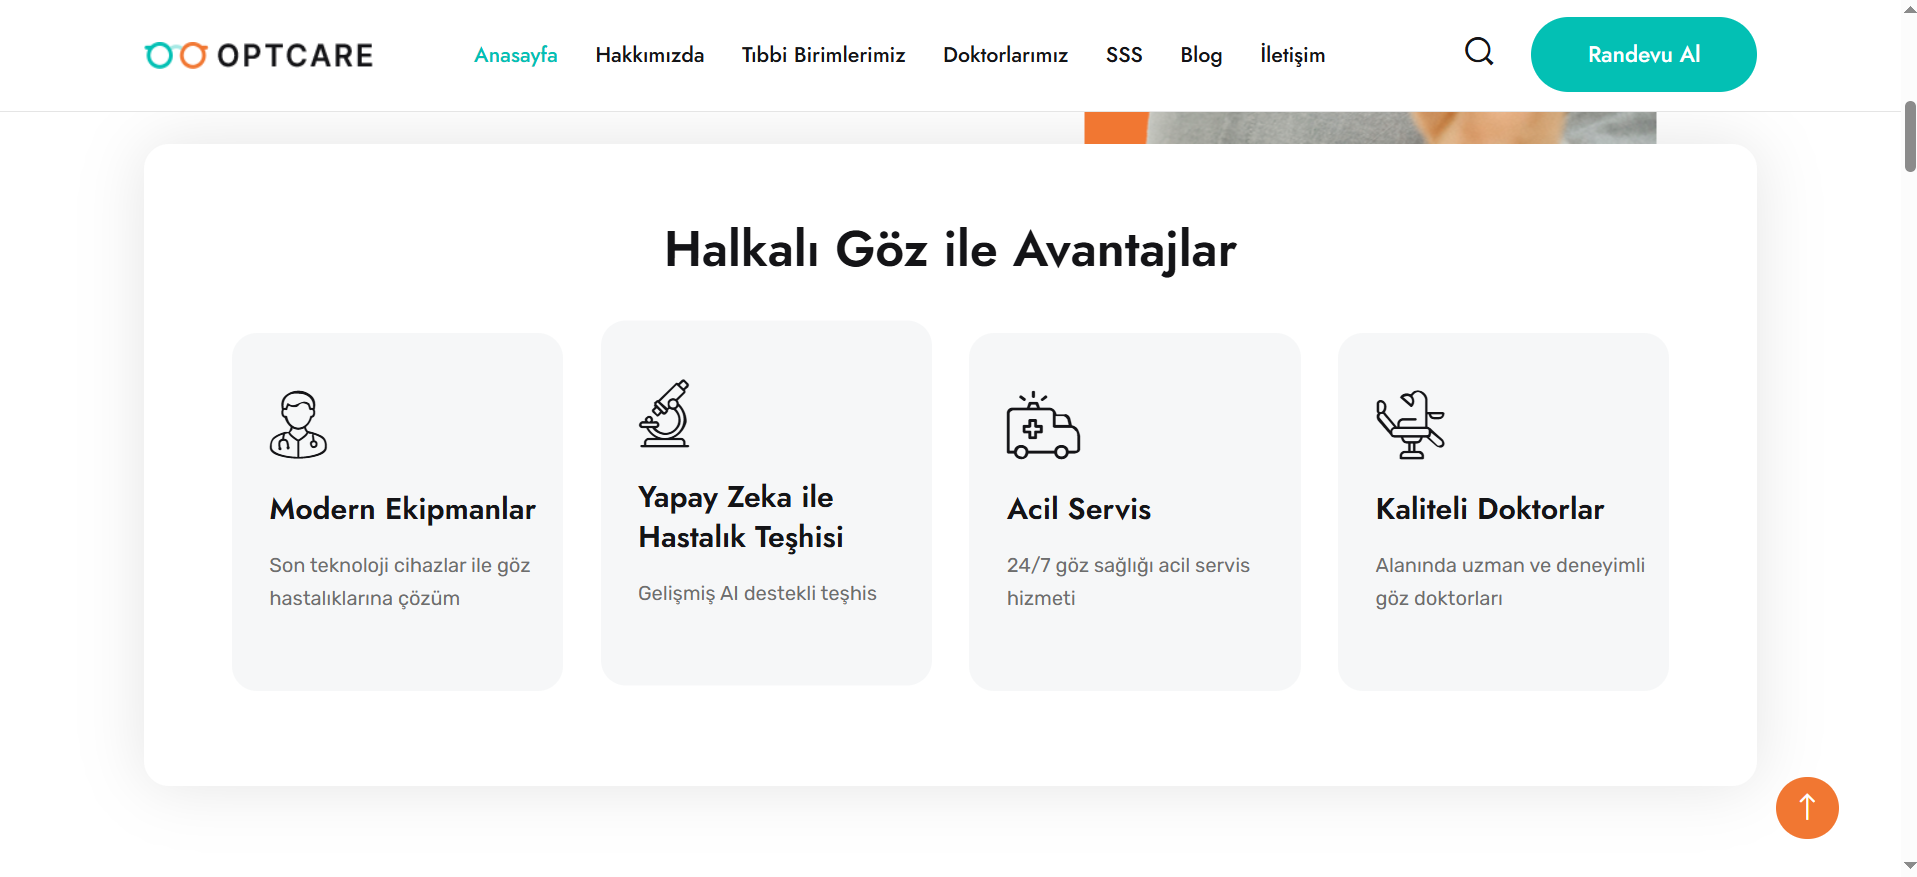 OPTCARE
Anasayfa
Hakkımızda
Tıbbi Birimlerimiz
Doktorlarımız
SSS
Blog
İletişim
Randevu Al
Halkalı Göz ile Avantajlar
Modern Ekipmanlar
Son teknoloji cihazlar ile göz
hastalıklarına çözüm
Yapay Zeka ile
Hastalık Teşhisi
Gelişmiş AI destekli teşhis
Acil Servis
24/7 göz sağlığı acil servis
hizmeti
Kaliteli Doktorlar
Alanında uzman ve deneyimli
göz doktorları